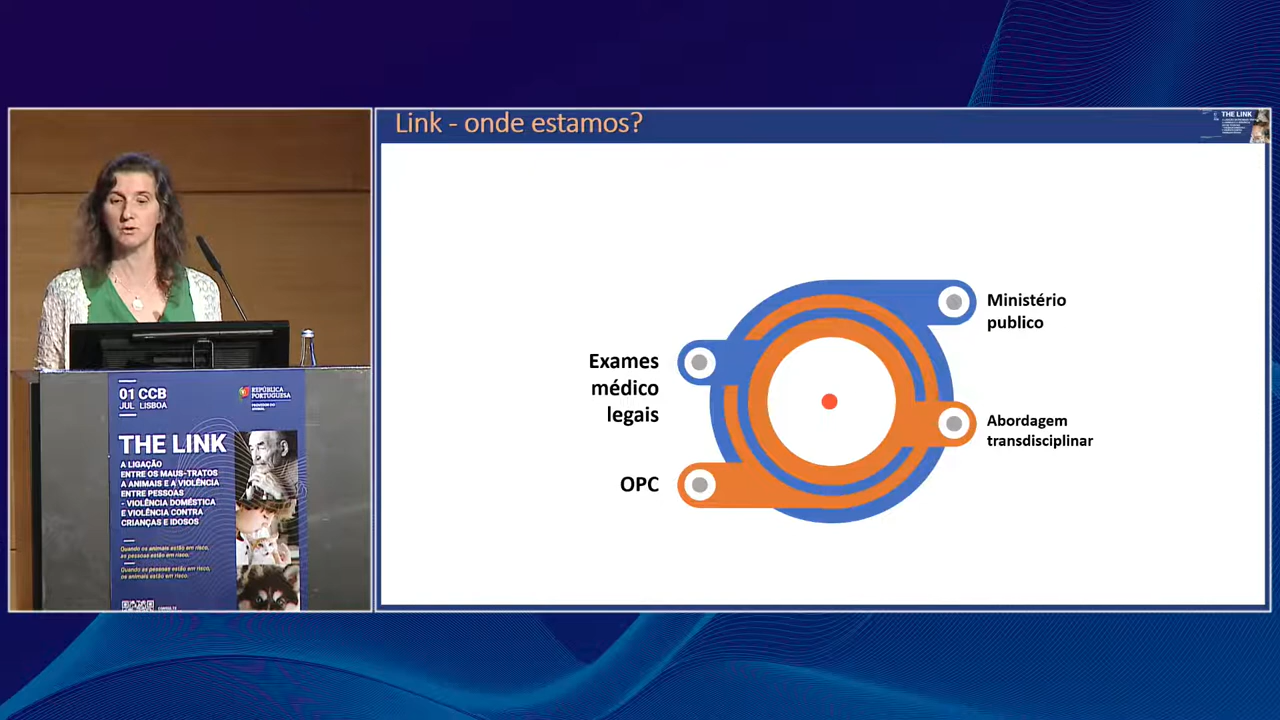 Link - onde estamos?
THE LINK
Ministério
publico
Exames
médico
legais
Abordagem
transdisciplinar
OPC
01 CCB
JUL LISBOA
REPÚBLICA
PORTUGUESA
THE LINK
A LIGAÇÃO
ENTRE OS MAUS-TRATOS
A ANIMAIS E A VIOLÊNCIA
ENTRE PESSOAS
- VIOLÊNCIA DOMÉSTICA
E VIOLÊNCIA CONTRA
CRIANÇAS E IDOSOS
Quando os animais estão em risco,
as pessoas estão em risco.
Quando as pessoas estão em risco,
os animais estão em risco.